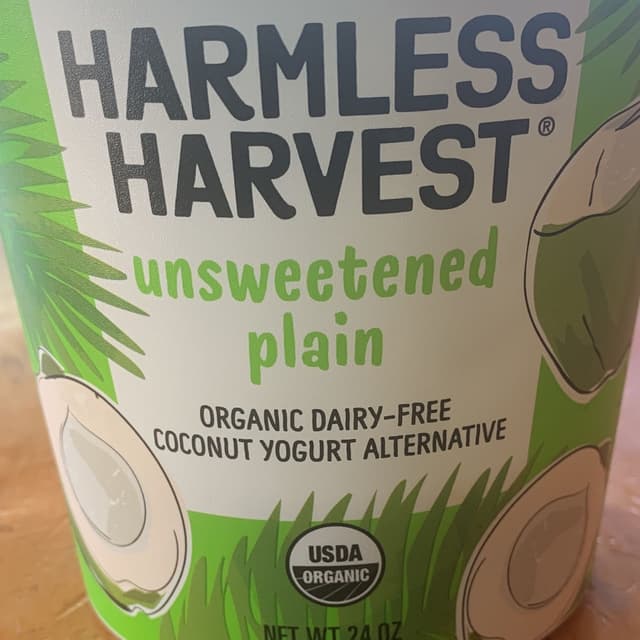 HARMLESS
HARVEST®
unsweetened
plain
ORGANIC DAIRY-FREE
COCONUT YOGURT ALTERNATIVE
USDA
ORGANIC
NET WT 24 OZ